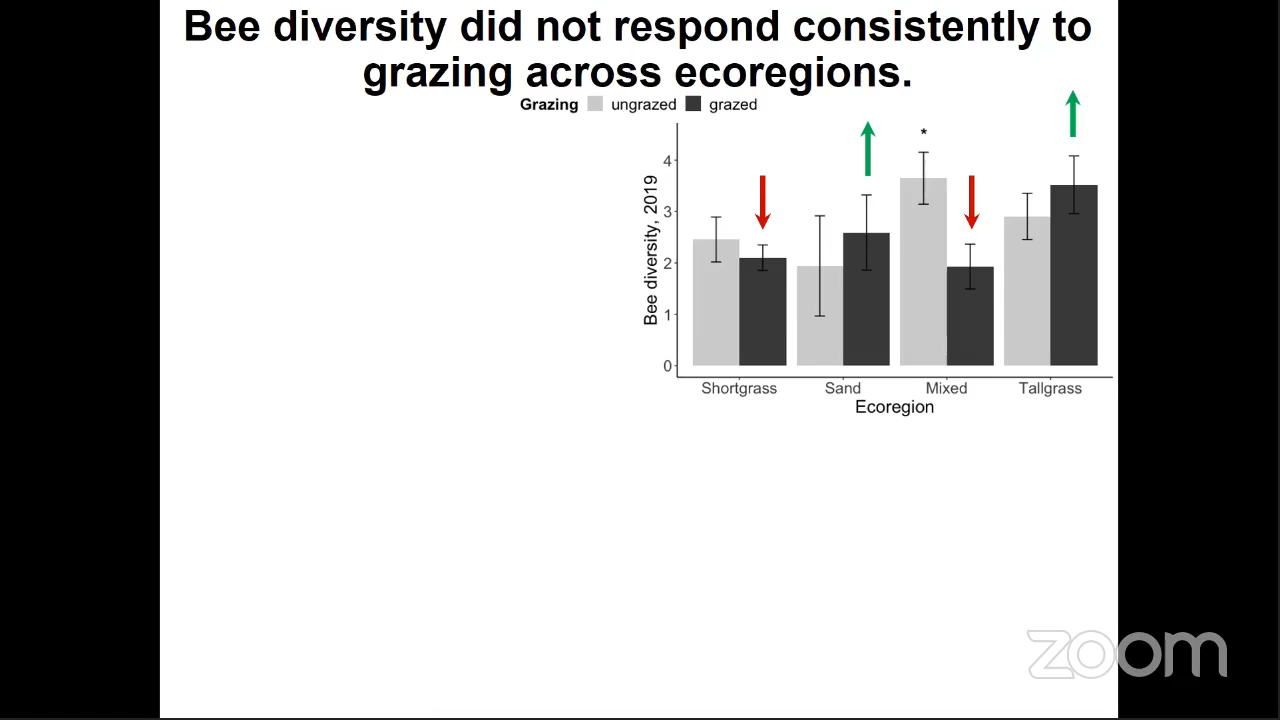 Bee diversity did not respond consistently to
grazing across ecoregions.
Grazing ungrazed grazed
*
Bee diversity, 2019
4
3
2
1
0
Shortgrass Sand Mixed Tallgrass
Ecoregion
zoom